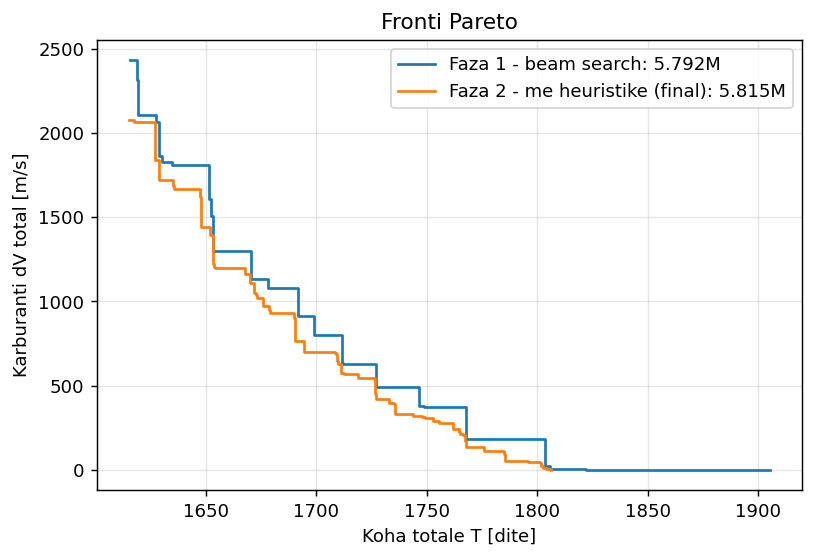 Fronti Pareto
Faza 1 - beam search: 5.792M
Faza 2 - me heuristike (final): 5.815M
Karburanti dV total [m/s]
2500
2000
1500
1000
500
0
1650
1700
1750
1800
1850
1900
Koha totale T [dite]